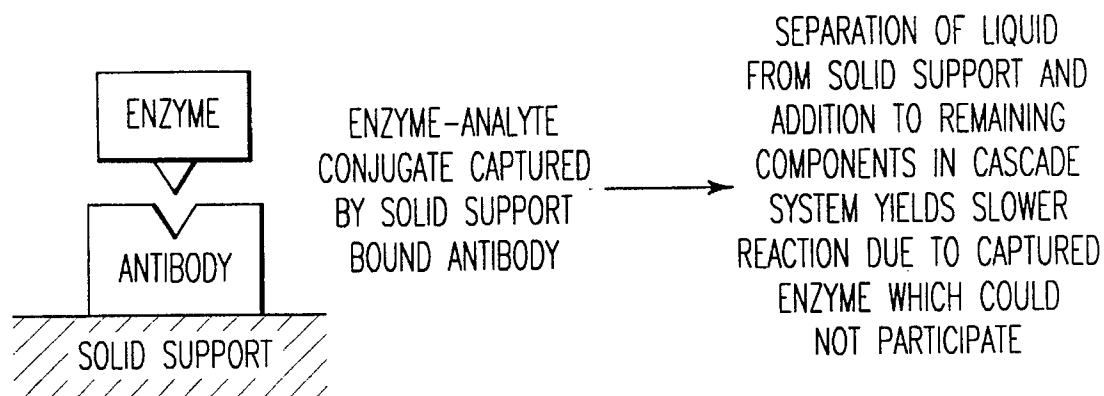 ENZYME
ANTIBODY
SOLID SUPPORT
ENZYME-ANALYTE
CONJUGATE CAPTURED
BY SOLID SUPPORT
BOUND ANTIBODY
SEPARATION OF LIQUID
FROM SOLID SUPPORT AND
ADDITION TO REMAINING
COMPONENTS IN CASCADE
SYSTEM YIELDS SLOWER
REACTION DUE TO CAPTURED
ENZYME WHICH COULD
NOT PARTICIPATE